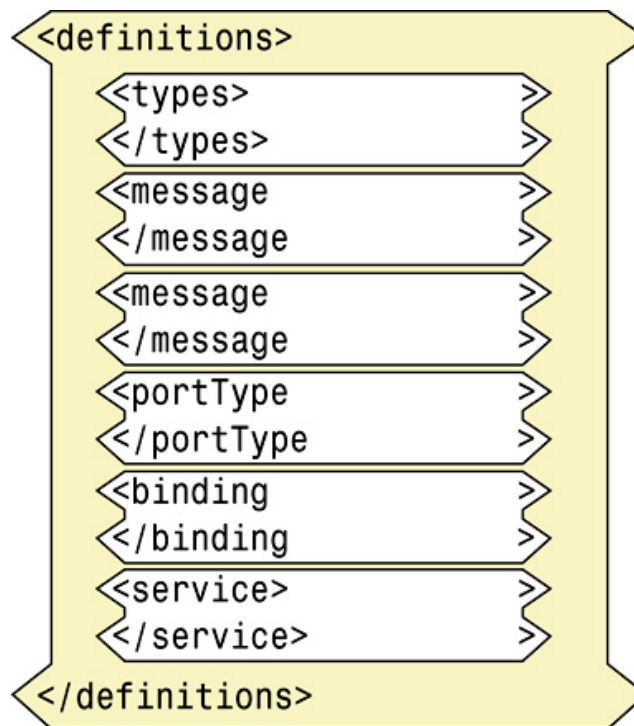 <definitions>
<types> >
</types> >
<message >
</message >
<message >
</message >
<portType >
</portType >
<binding >
</binding >
<service> >
</service> >
</definitions>